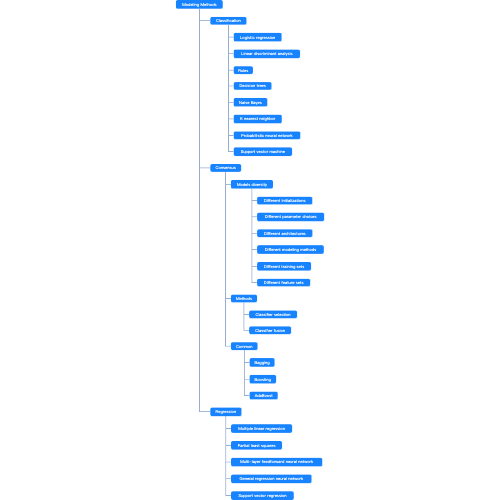 Modeling Methods
Classification
Logistic regression
Linear discriminant analysis
Rules
Decision trees
Naive Bayes
K nearest neighbor
Probabilistic neural network
Support vector machine
Consensus
Models diversity
Different initializations
Different parameter choices
Different architectures
Different modeling methods
Different training sets
Different feature sets
Methods
Classifier selection
Classifier fusion
Common
Bagging
Boosting
AdaBoost
Regression
Multiple linear regression
Partial least squares
Multi-layer feedforward neural network
General regression neural network
Support vector regression